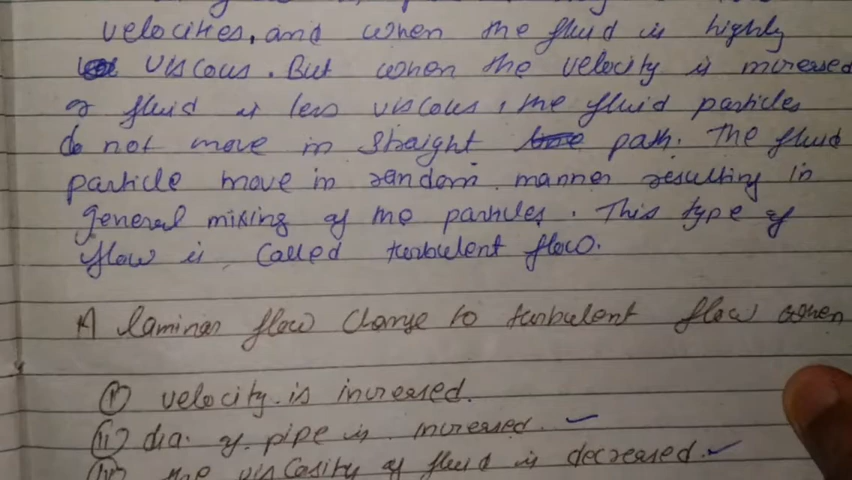 velocities, and when the fluid is highly
viscous. But when the velocity is increased
or fluid is less viscous, the fluid particles
do not move in straight path. The fluid
particle move in random manner resulting in
general mixing of the particles. This type of
flow is called turbulent flow.
A laminar flow change to turbulent flow when
(i) velocity is increased.
(ii) dia. of pipe is increased.
(iii) the viscosity of fluid is decreased.